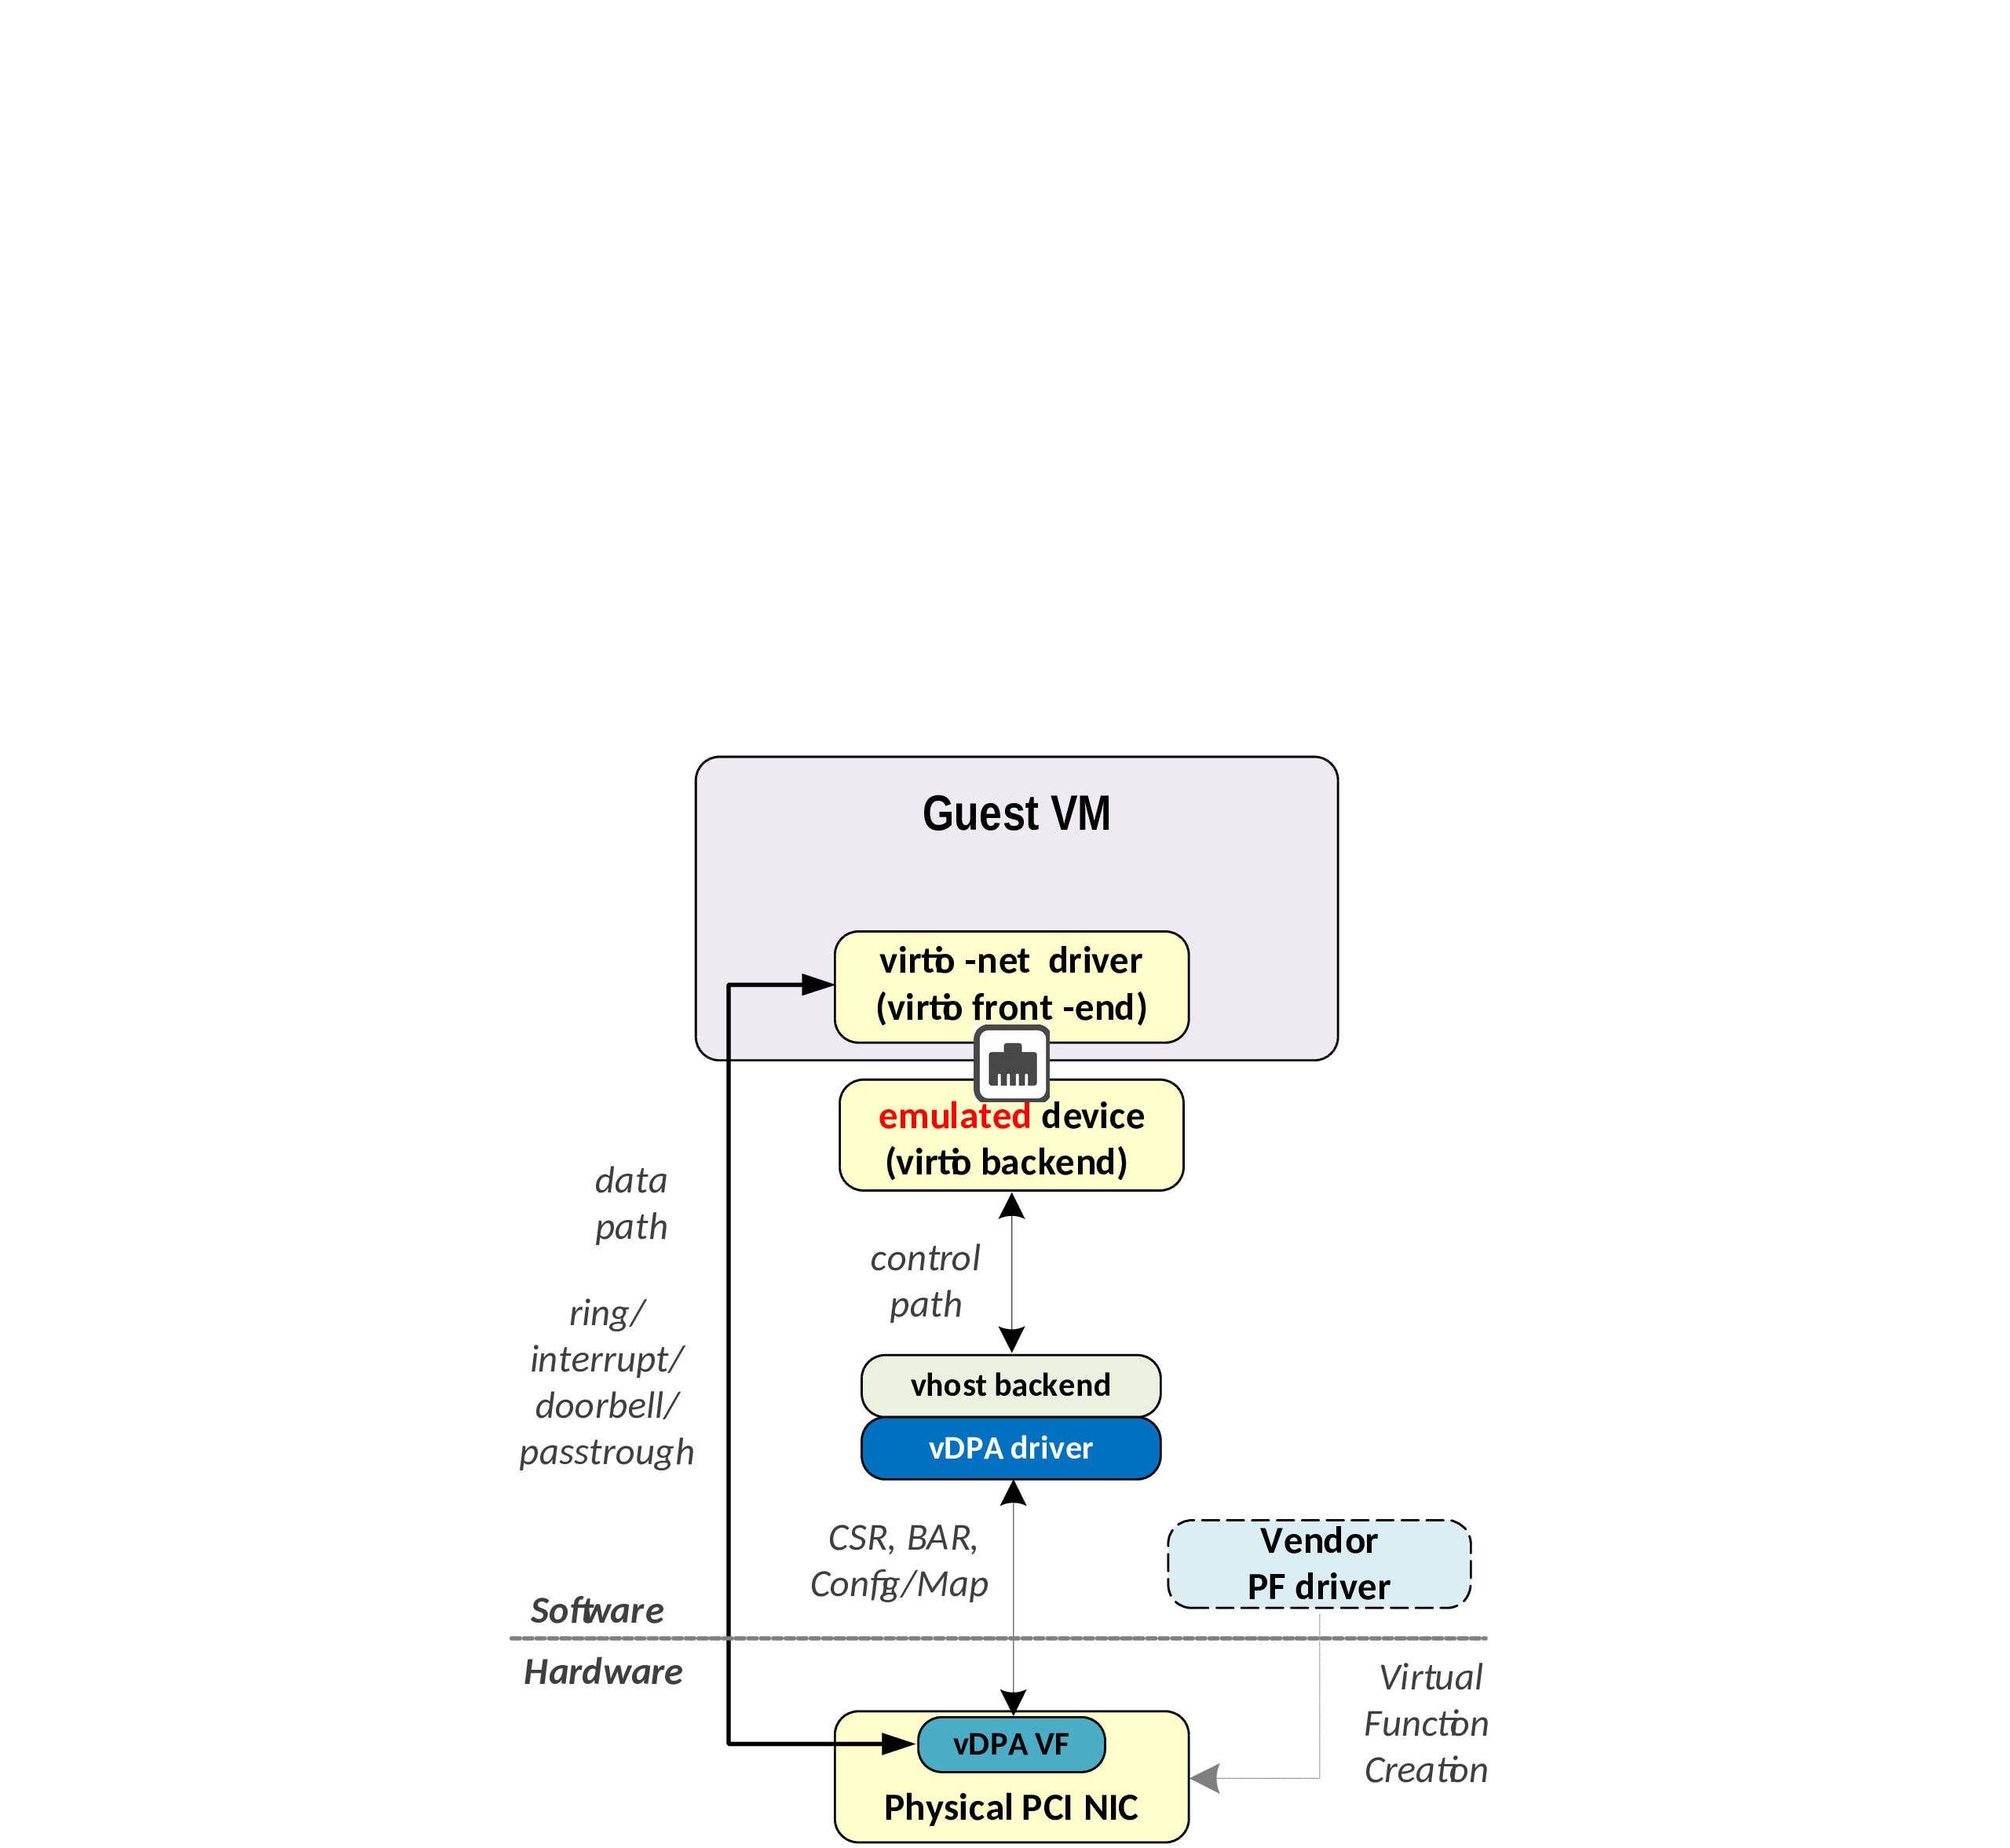 Guest VM
virtio -net  driver
(virtio front -end)
emulated device
(virtio backend)
data
path
control
path
ring/
interrupt/
doorbell/
passtrough
vhost backend
vDPA driver
CSR, BAR,
Config/Map
Vendor
PF driver
Software
Hardware
Virtual
Function
Creation
vDPA VF
Physical PCI NIC